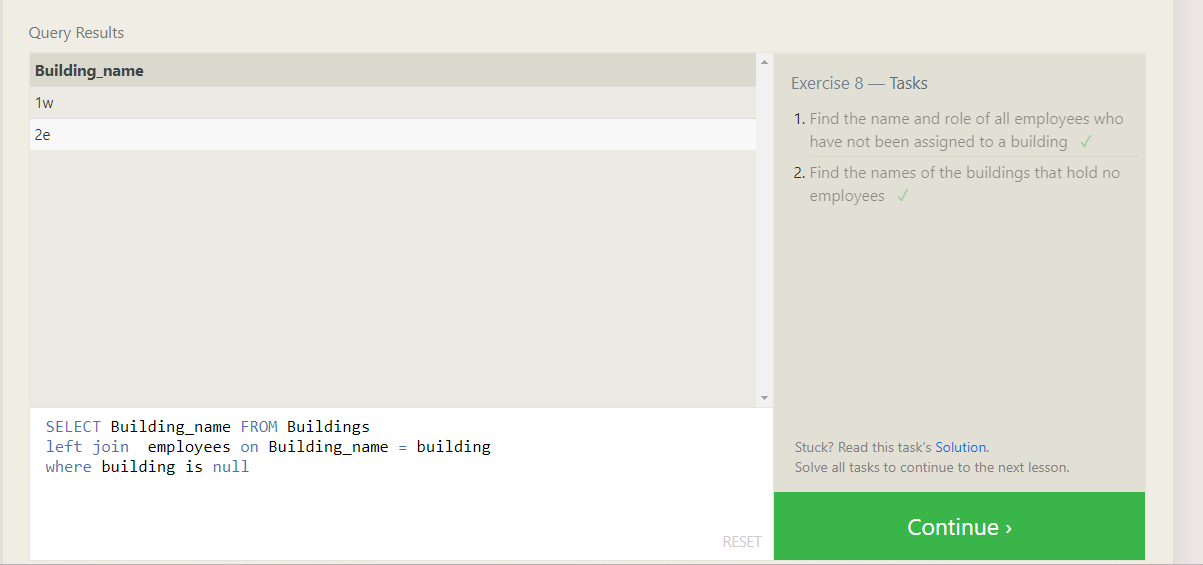 Query Results
Building_name
1w
2e
SELECT Building_name FROM Buildings
left join  employees on Building_name = building
where building is null
RESET
Exercise 8 — Tasks
1. Find the name and role of all employees who
have not been assigned to a building ✓
2. Find the names of the buildings that hold no
employees ✓
Stuck? Read this task's Solution.
Solve all tasks to continue to the next lesson.
Continue ›